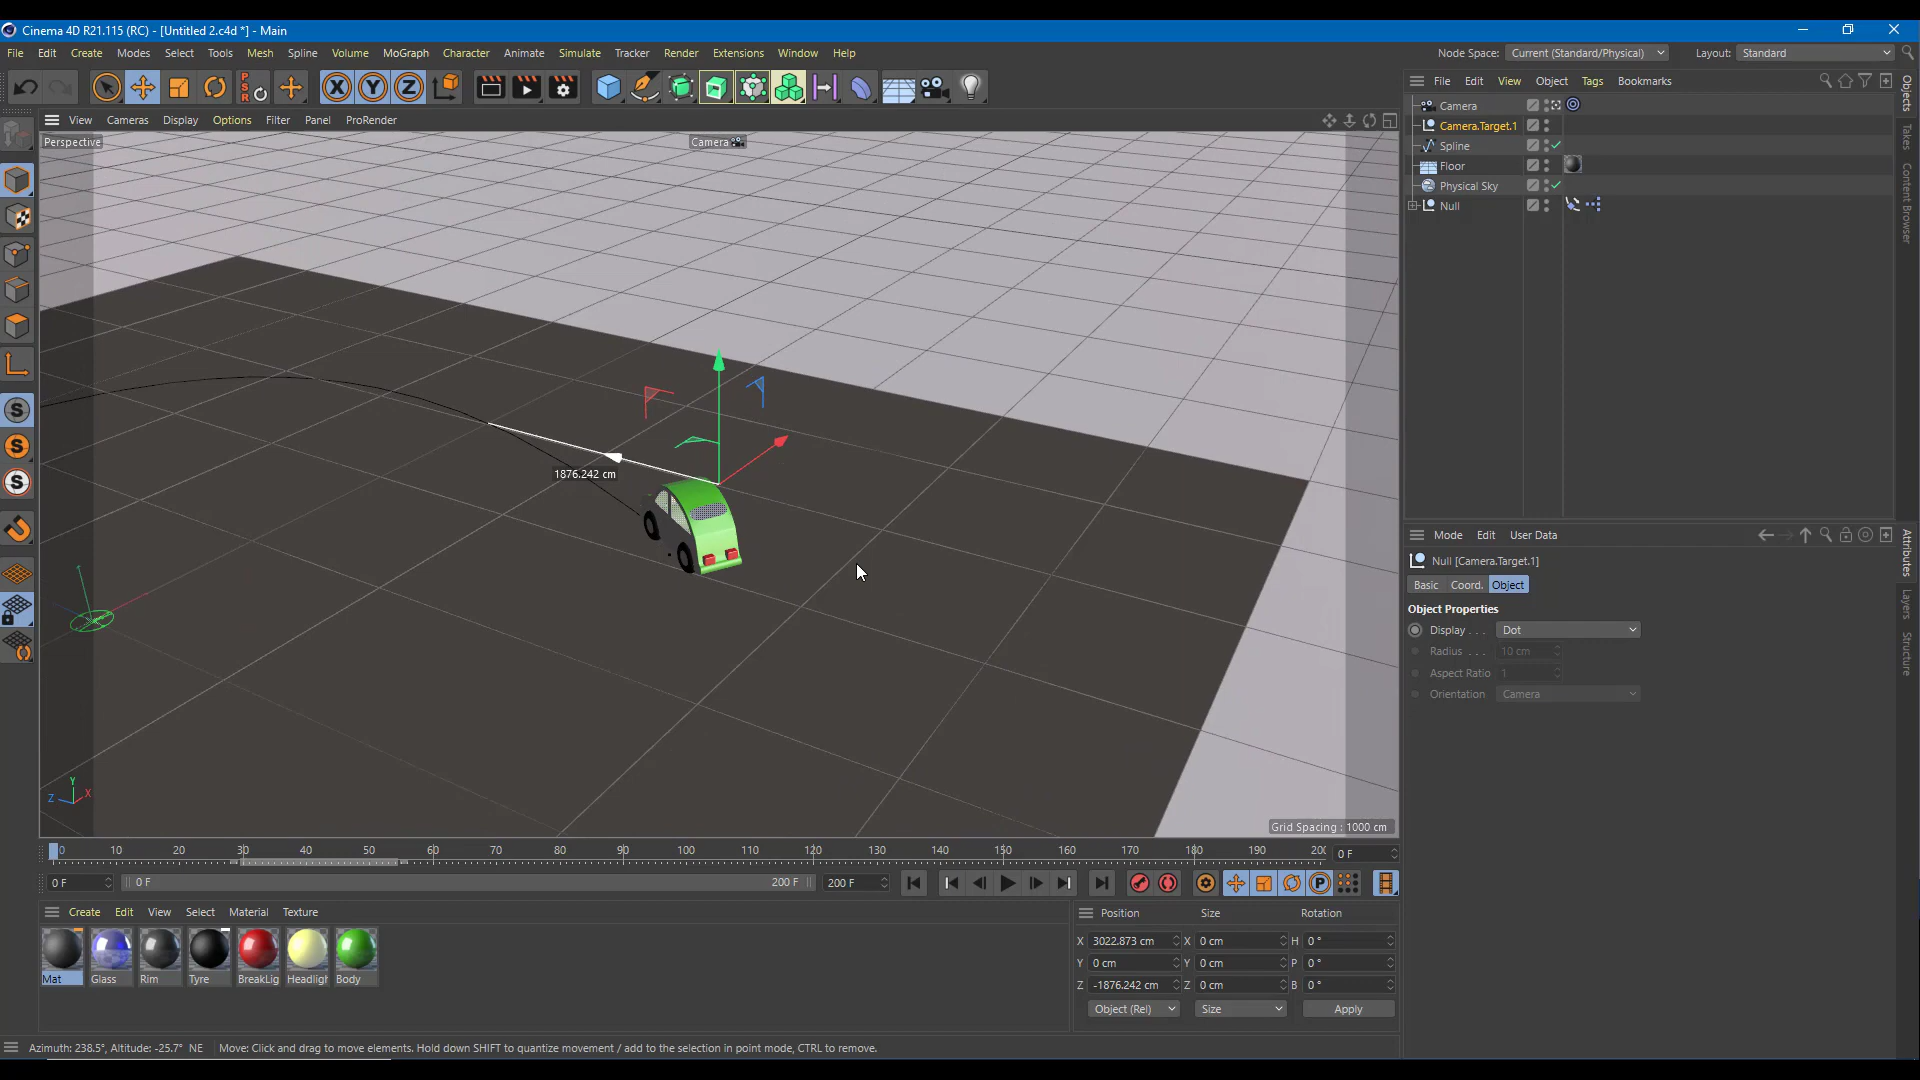 Cinema 4D R21.115 (RC) - [Untitled 2.c4d *] - Main
File Edit Create Modes Select Tools Mesh Spline Volume MoGraph Character Animate Simulate Tracker Render Extensions Window Help
Node Space: Current (Standard/Physical) Layout: Standard
PSR X Y Z
File Edit View Object Tags Bookmarks
View Cameras Display Options Filter Panel ProRender
Perspective
Camera
Camera
Camera.Target.1
Spline
Floor
Physical Sky
Null
Objects
Takes
Content Browser
S
S
S
1876.242 cm
Y
Z X
Grid Spacing : 1000 cm
Mode Edit User Data
Null [Camera.Target.1]
Basic Coord. Object
Object Properties
Display . . . Dot
Radius . . . 10 cm
Aspect Ratio 1
Orientation Camera
Attributes
Layers
Structure
0 10 20 30 40 50 60 70 80 90 100 110 120 130 140 150 160 170 180 190 200 0 F
0 F 0 F 200 F 200 F
P
Create Edit View Select Material Texture
Mat Glass Rim Tyre BreakLig Headligh Body
Position Size Rotation
X 3022.873 cm X 0 cm H 0 °
Y 0 cm Y 0 cm P 0 °
Z -1876.242 cm Z 0 cm B 0 °
Object (Rel) Size Apply
Azimuth: 238.5°, Altitude: -25.7° NE Move: Click and drag to move elements. Hold down SHIFT to quantize movement / add to the selection in point mode, CTRL to remove.